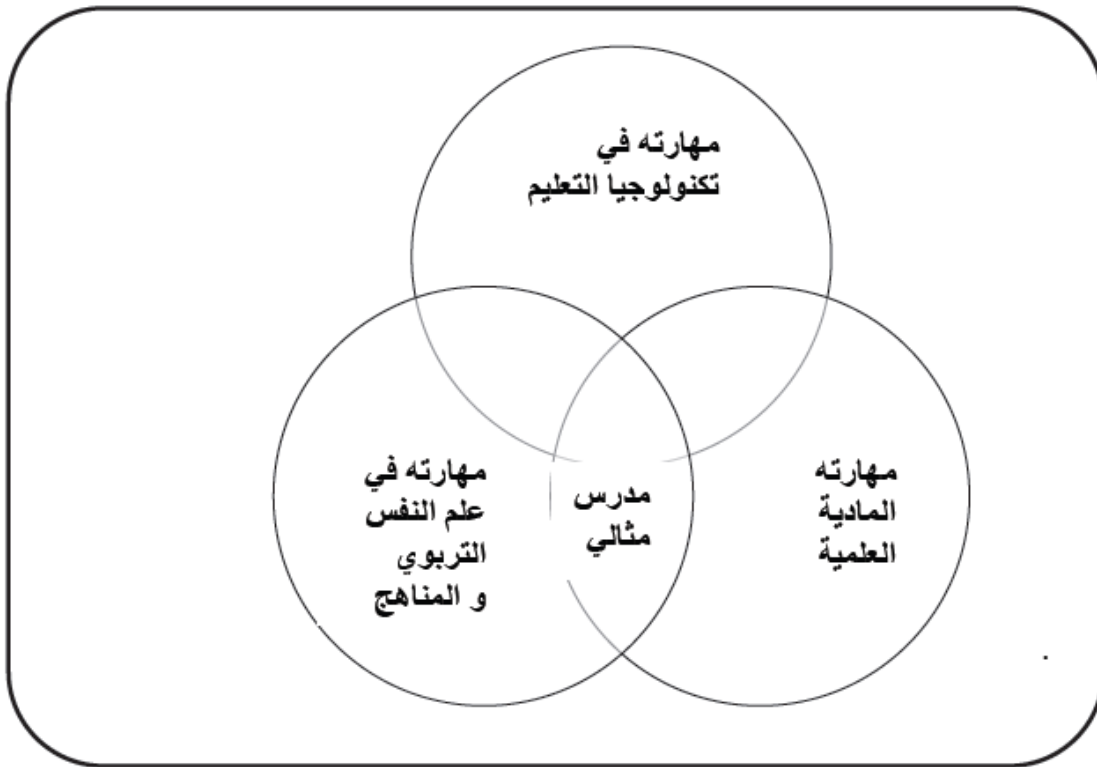 مهارته في
تكنولوجيا التعليم
مهارته
المادية
العلمية
مدرس
مثالي
مهارته في
علم النفس
التربوي
و المناهج